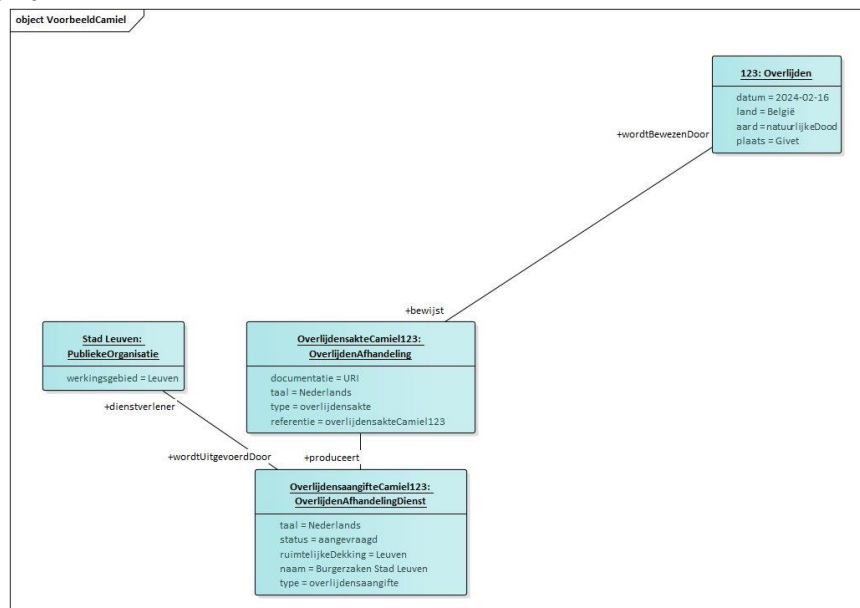 object VoorbeeldCamiel
123: Overlijden
datum = 2024-02-16
land = België
aard =natuurlijkeDood
plaats = Givet
+wordtBewezenDoor
+bewijst
Stad Leuven:
PubliekeOrganisatie
werkingsgebied = Leuven
OverlijdensakteCamiel123:
OverlijdenAfhandeling
documentatie = URI
taal = Nederlands
type = overlijdensakte
referentie = overlijdensakteCamiel123
+dienstverlener
+wordtUitgevoerdDoor
+produceert
OverlijdensaangifteCamiel123:
OverlijdenAfhandelingDienst
taal = Nederlands
status = aangevraagd
ruimtelijkeDekking = Leuven
naam = Burgerzaken Stad Leuven
type = overlijdensaangifte